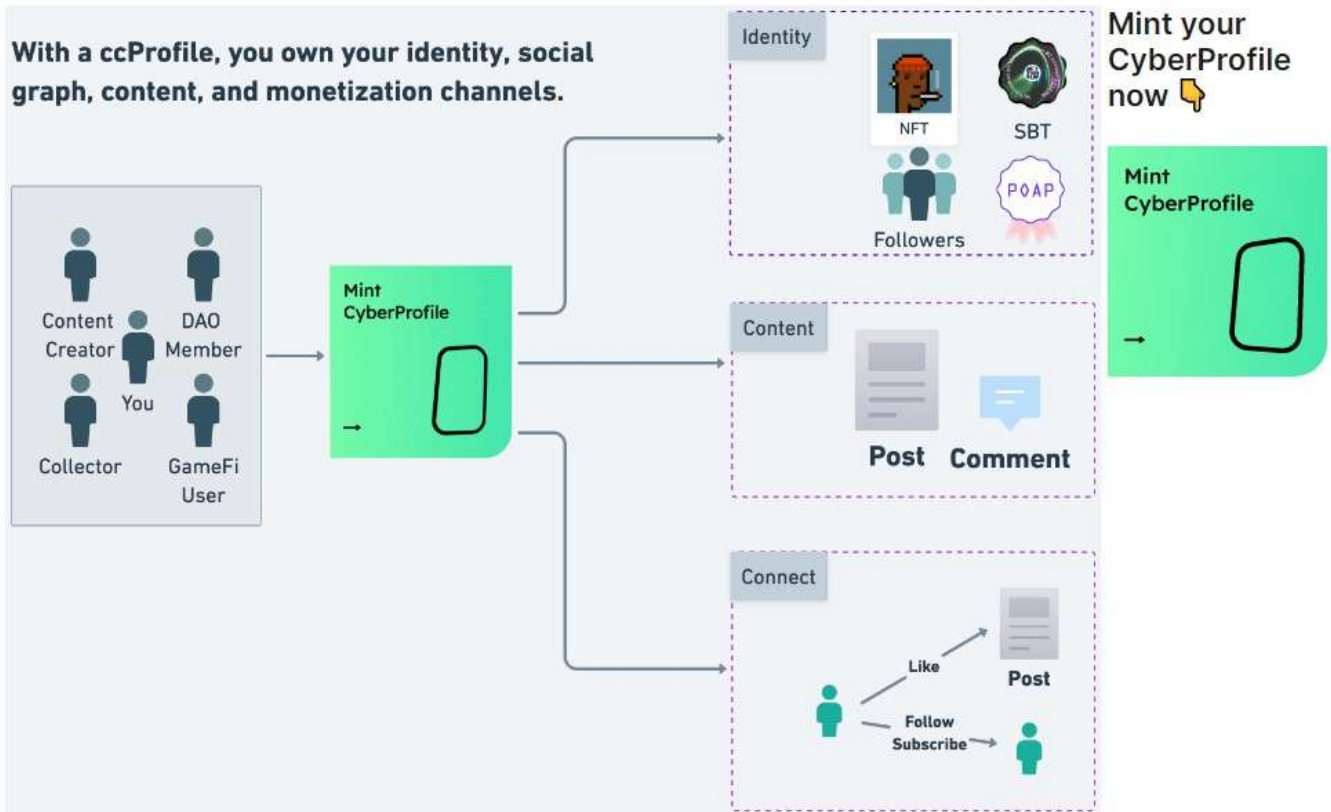 With a ccProfile, you own your identity, social
graph, content, and monetization channels.
Content
Creator
DAO
Member
You
Collector
GameFi
User
Mint
CyberProfile
Identity
NFT
SBT
Followers
POAP
Content
Post
Comment
Connect
Like
Post
Follow
Subscribe
Mint your
CyberProfile
now 👇
Mint
CyberProfile